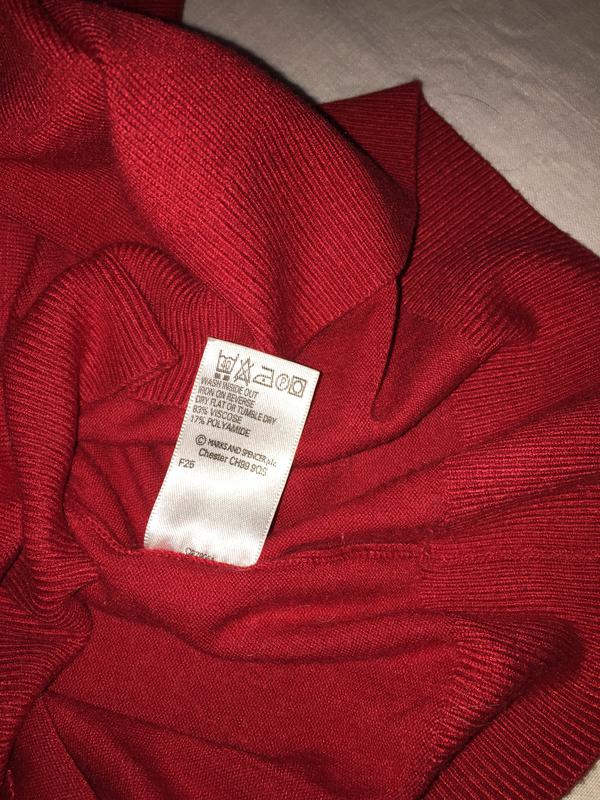 WASH INSIDE OUT
IRON ON REVERSE
DRY FLAT OR TUMBLE DRY
83% VISCOSE
17% POLYAMIDE
© MARKS AND SPENCER plc.
Chester CH99 9QS
F25